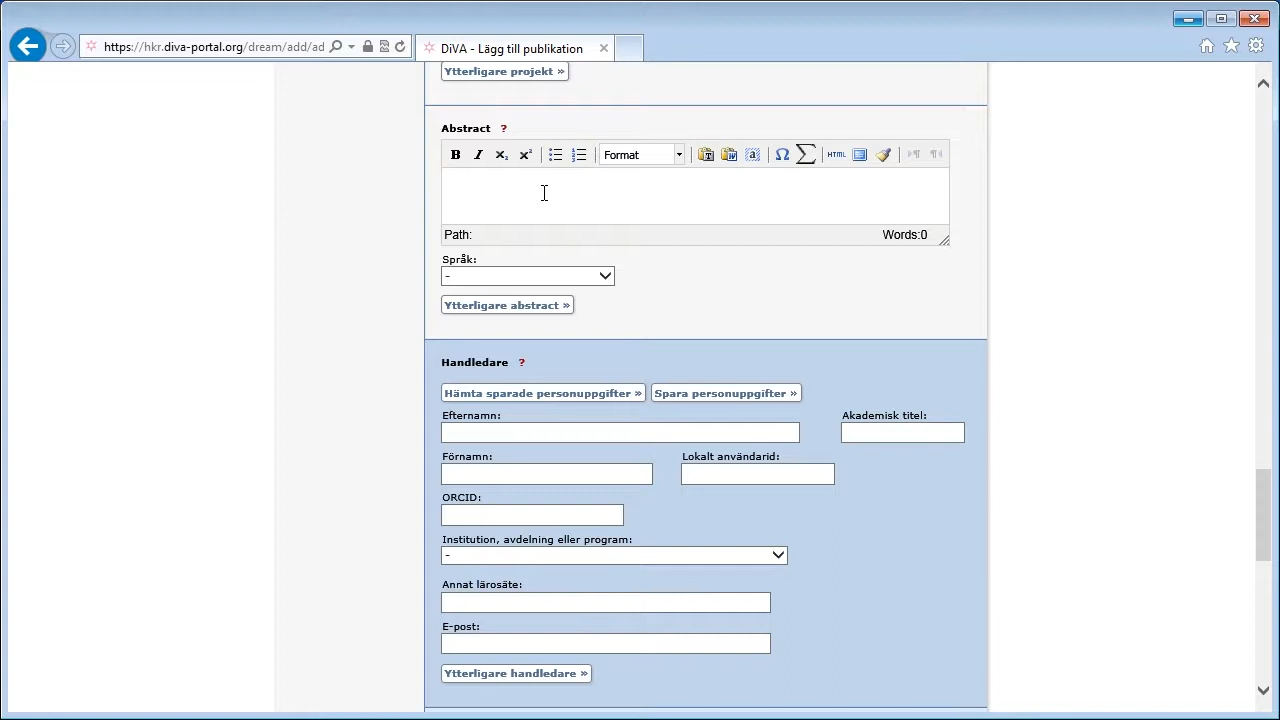 https://hkr.diva-portal.org/dream/add/ad
DiVA - Lägg till publikation
Ytterligare projekt »
Abstract ?
B I X₂ X² Format Ω Σ HTML
Path: Words:0
Språk:
-
Ytterligare abstract »
Handledare ?
Hämta sparade personuppgifter » Spara personuppgifter »
Efternamn: Akademisk titel:
Förnamn: Lokalt användarid:
ORCID:
Institution, avdelning eller program:
-
Annat lärosäte:
E-post:
Ytterligare handledare »